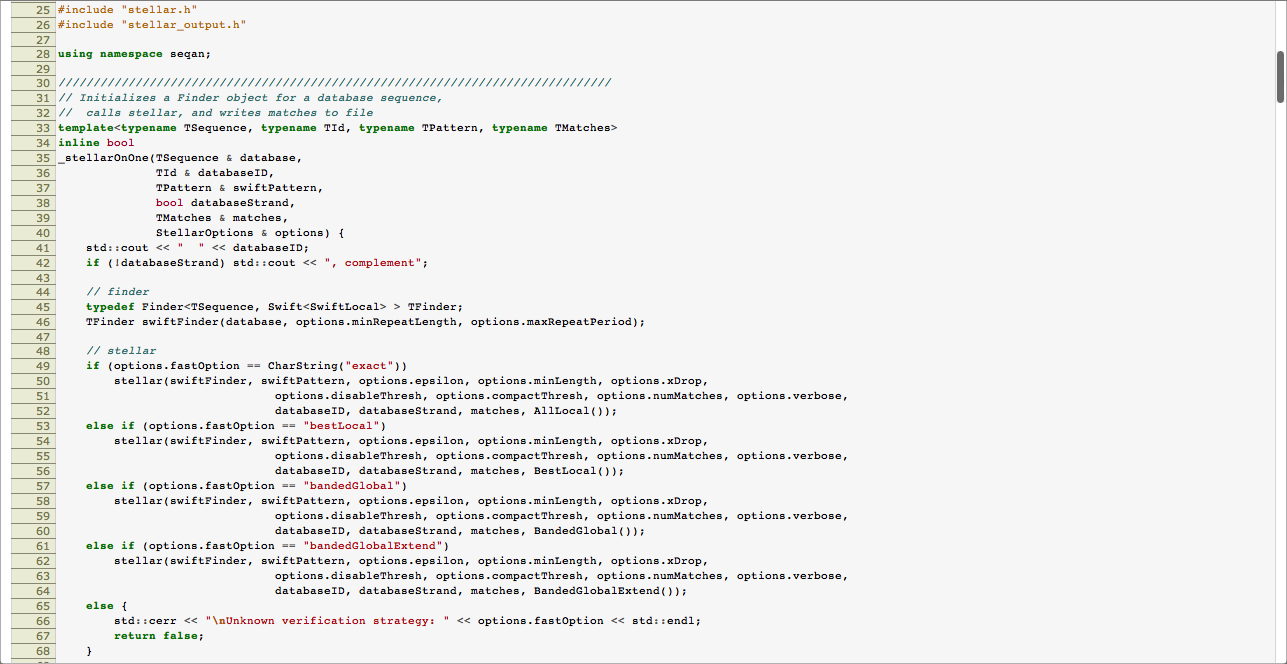 25 #include "stellar.h"
26 #include "stellar_output.h"
27
28 using namespace seqan;
29
30 ///////////////////////////////////////////////////////////////////////////////
31 // Initializes a Finder object for a database sequence,
32 //  calls stellar, and writes matches to file
33 template<typename TSequence, typename TId, typename TPattern, typename TMatches>
34 inline bool
35 _stellarOnOne(TSequence & database,
36               TId & databaseID,
37               TPattern & swiftPattern,
38               bool databaseStrand,
39               TMatches & matches,
40               StellarOptions & options) {
41     std::cout << "  " << databaseID;
42     if (!databaseStrand) std::cout << ", complement";
43
44     // finder
45     typedef Finder<TSequence, Swift<SwiftLocal> > TFinder;
46     TFinder swiftFinder(database, options.minRepeatLength, options.maxRepeatPeriod);
47
48     // stellar
49     if (options.fastOption == CharString("exact"))
50         stellar(swiftFinder, swiftPattern, options.epsilon, options.minLength, options.xDrop,
51                                options.disableThresh, options.compactThresh, options.numMatches, options.verbose,
52                                databaseID, databaseStrand, matches, AllLocal());
53     else if (options.fastOption == "bestLocal")
54         stellar(swiftFinder, swiftPattern, options.epsilon, options.minLength, options.xDrop,
55                                options.disableThresh, options.compactThresh, options.numMatches, options.verbose,
56                                databaseID, databaseStrand, matches, BestLocal());
57     else if (options.fastOption == "bandedGlobal")
58         stellar(swiftFinder, swiftPattern, options.epsilon, options.minLength, options.xDrop,
59                                options.disableThresh, options.compactThresh, options.numMatches, options.verbose,
60                                databaseID, databaseStrand, matches, BandedGlobal());
61     else if (options.fastOption == "bandedGlobalExtend")
62         stellar(swiftFinder, swiftPattern, options.epsilon, options.minLength, options.xDrop,
63                                options.disableThresh, options.compactThresh, options.numMatches, options.verbose,
64                                databaseID, databaseStrand, matches, BandedGlobalExtend());
65     else {
66         std::cerr << "\nUnknown verification strategy: " << options.fastOption << std::endl;
67         return false;
68     }